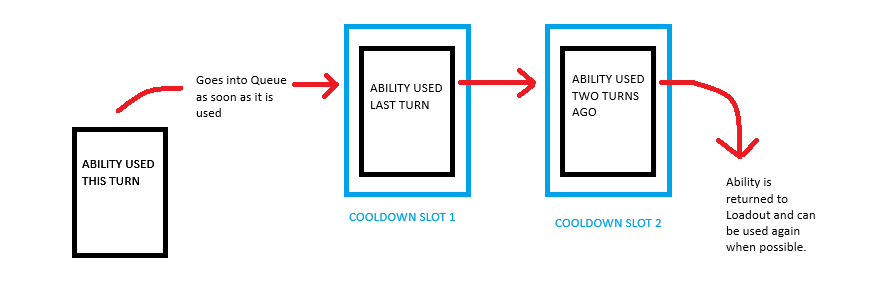 ABILITY USED
THIS TURN
Goes into Queue
as soon as it is
used
ABILITY USED
LAST TURN
COOLDOWN SLOT 1
ABILITY USED
TWO TURNS
AGO
COOLDOWN SLOT 2
Ability is
returned to
Loadout and can
be used again
when possible.